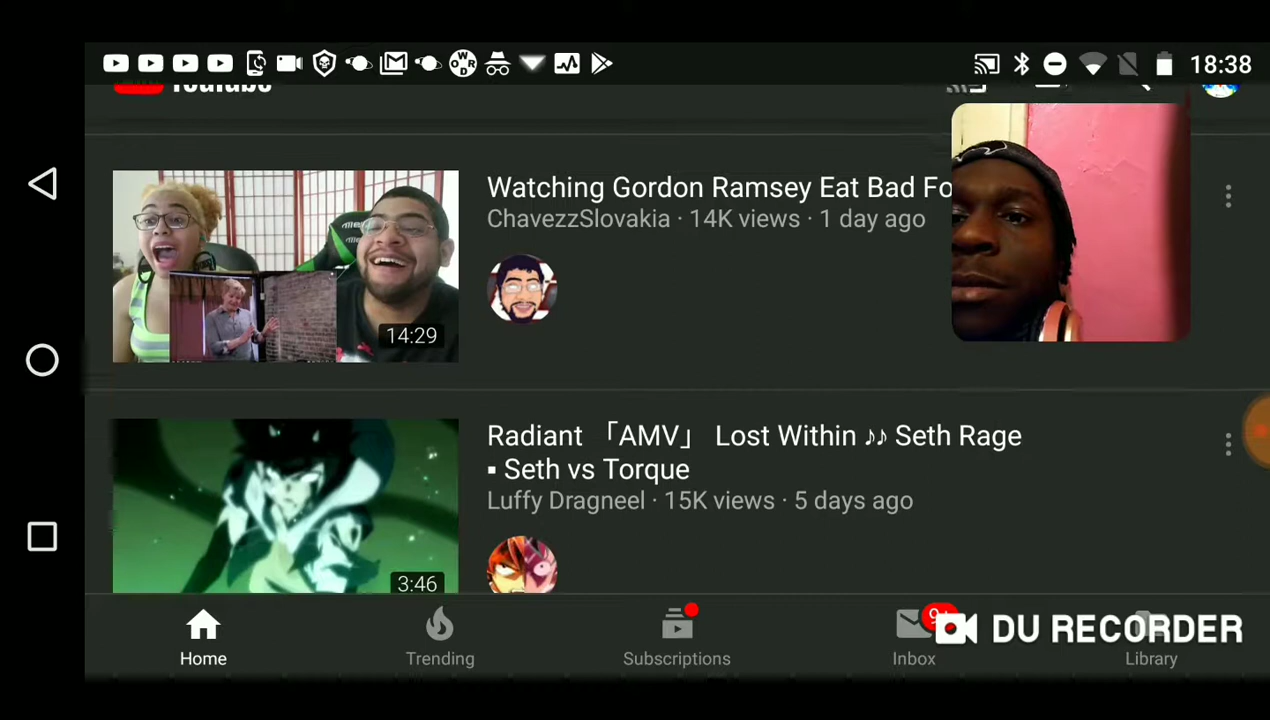 18:38
YouTube
Watching Gordon Ramsey Eat Bad Fo
ChavezzSlovakia · 14K views · 1 day ago
14:29
Radiant 「AMV」 Lost Within ♪♪ Seth Rage
▪ Seth vs Torque
Luffy Dragneel · 15K views · 5 days ago
3:46
Home
Trending
Subscriptions
Inbox
Library
DU RECORDER